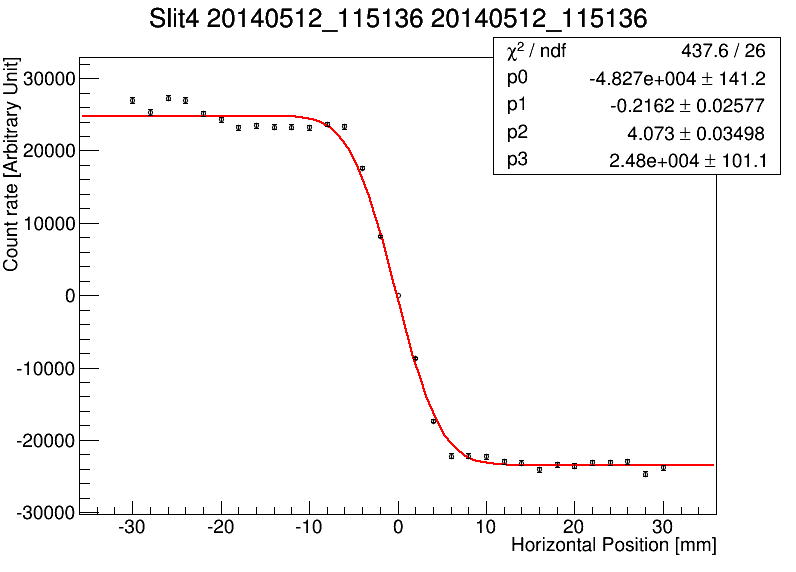 Slit4 20140512_115136 20140512_115136
χ² / ndf 437.6 / 26
p0 -4.827e+004 ± 141.2
p1 -0.2162 ± 0.02577
p2 4.073 ± 0.03498
p3 2.48e+004 ± 101.1
Count rate [Arbitrary Unit]
30000
20000
10000
0
-10000
-20000
-30000
-30 -20 -10 0 10 20 30
Horizontal Position [mm]